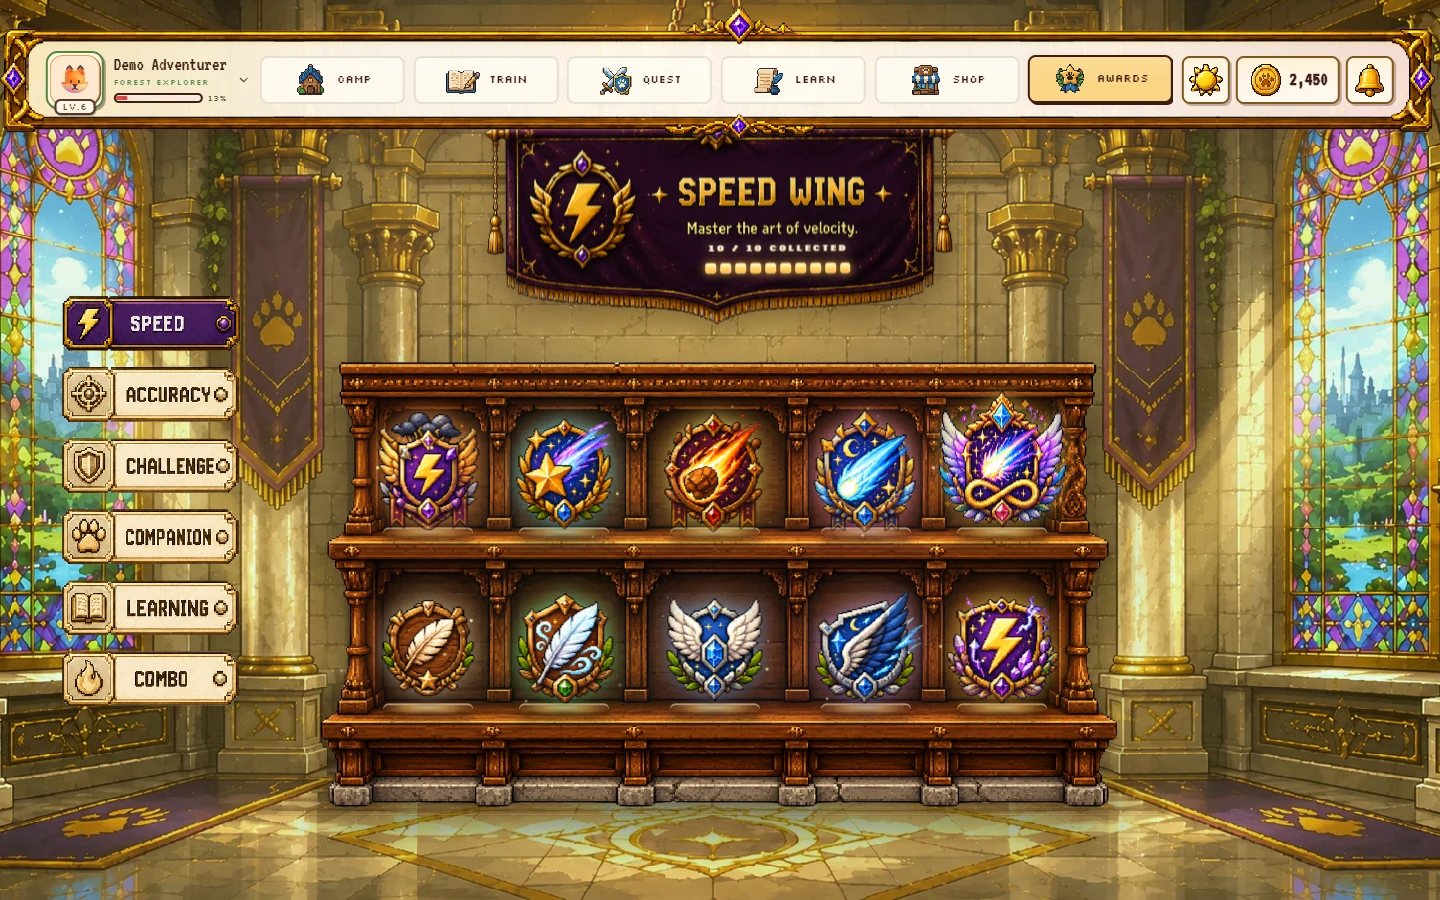 Demo Adventurer
FOREST EXPLORER
13%
LV.6
CAMP
TRAIN
QUEST
LEARN
SHOP
AWARDS
2,450
SPEED WING
Master the art of velocity.
10 / 10 COLLECTED
SPEED
ACCURACY
CHALLENGE
COMPANION
LEARNING
COMBO